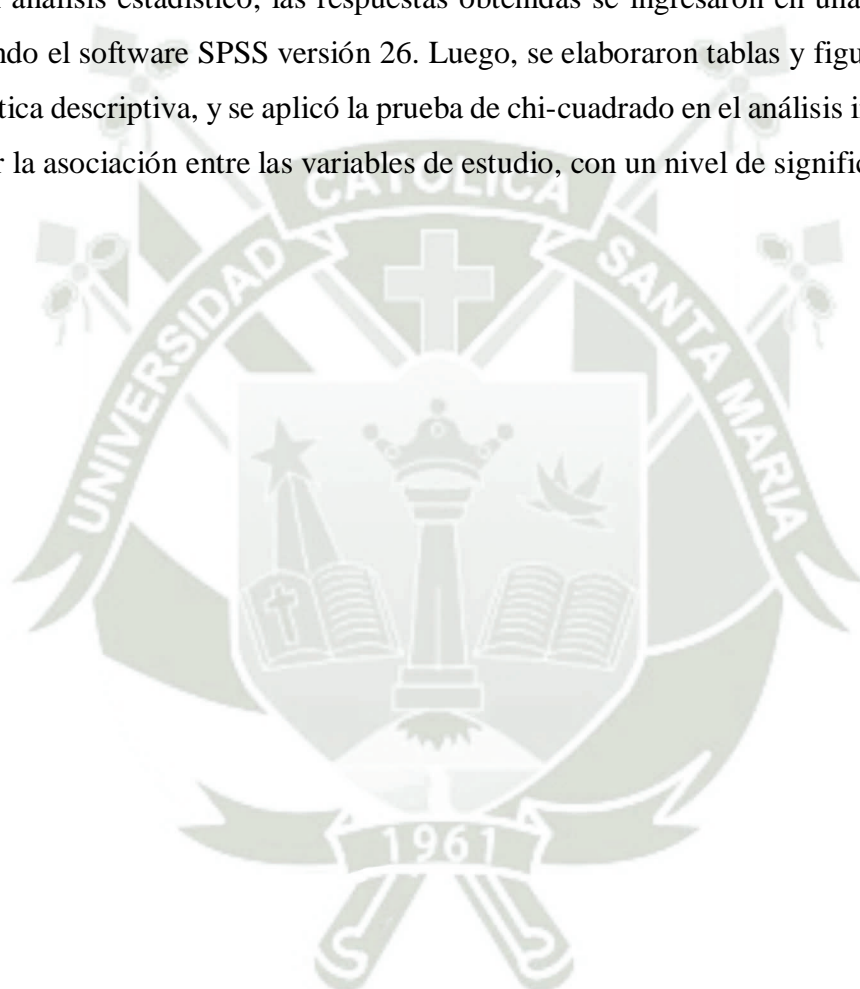 análisis estadístico, las respuestas obtenidas se ingresaron en una
ndo el software SPSS versión 26. Luego, se elaboraron tablas y figu
tica descriptiva, y se aplicó la prueba de chi-cuadrado en el análisis i
r la asociación entre las variables de estudio, con un nivel de signific
UNIVERSIDAD CATOLICA SANTA MARIA
1961